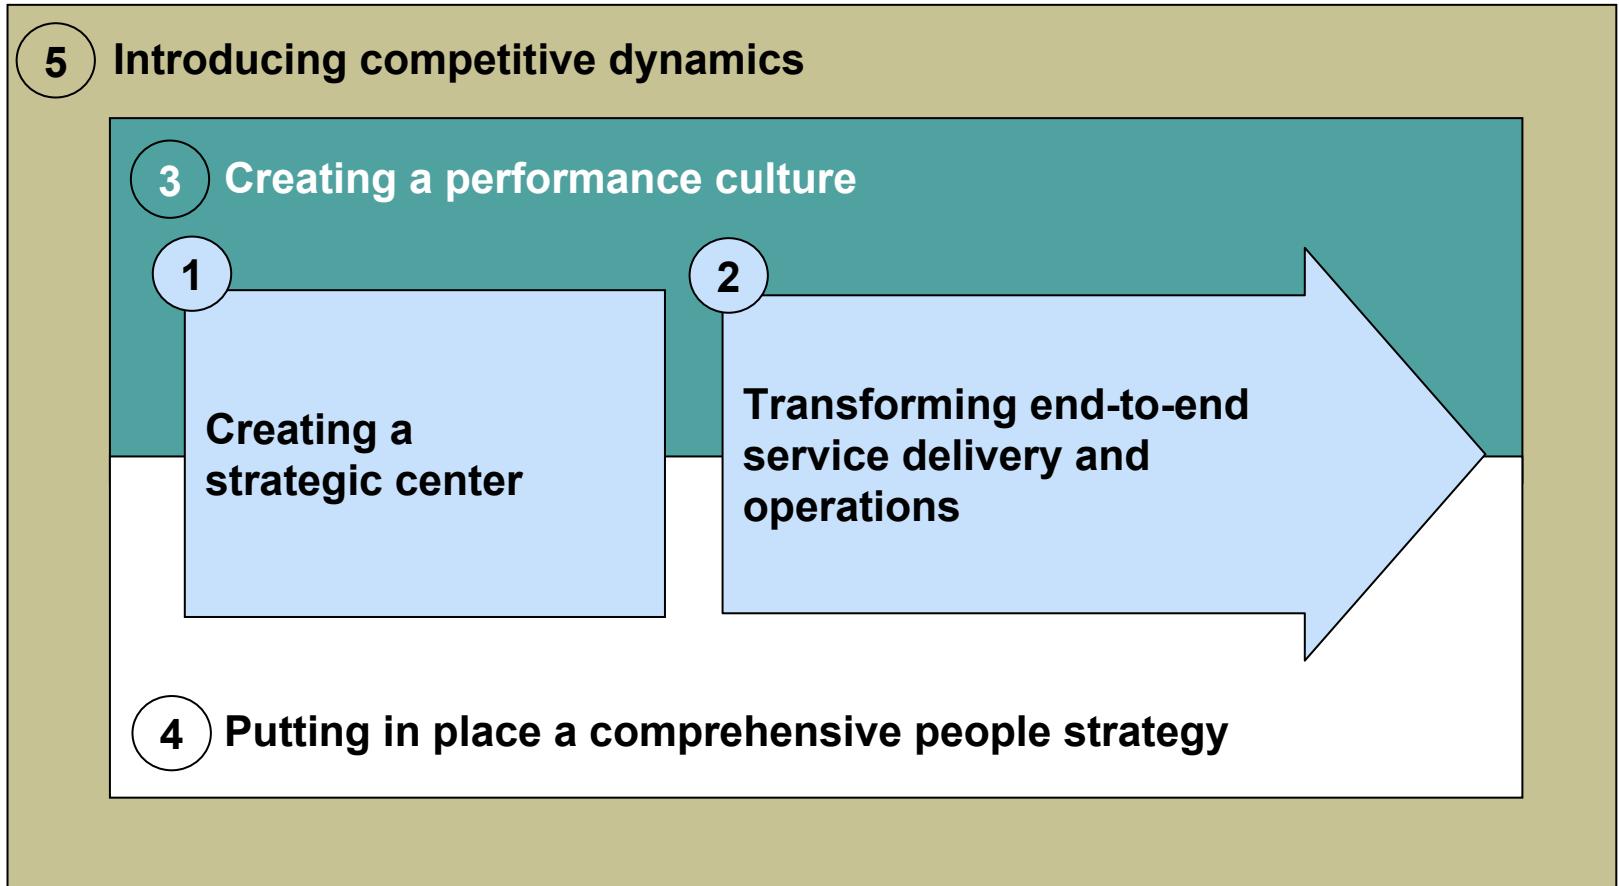 5 Introducing competitive dynamics
3 Creating a performance culture
1
Creating a
strategic center
2
Transforming end-to-end
service delivery and
operations
4 Putting in place a comprehensive people strategy